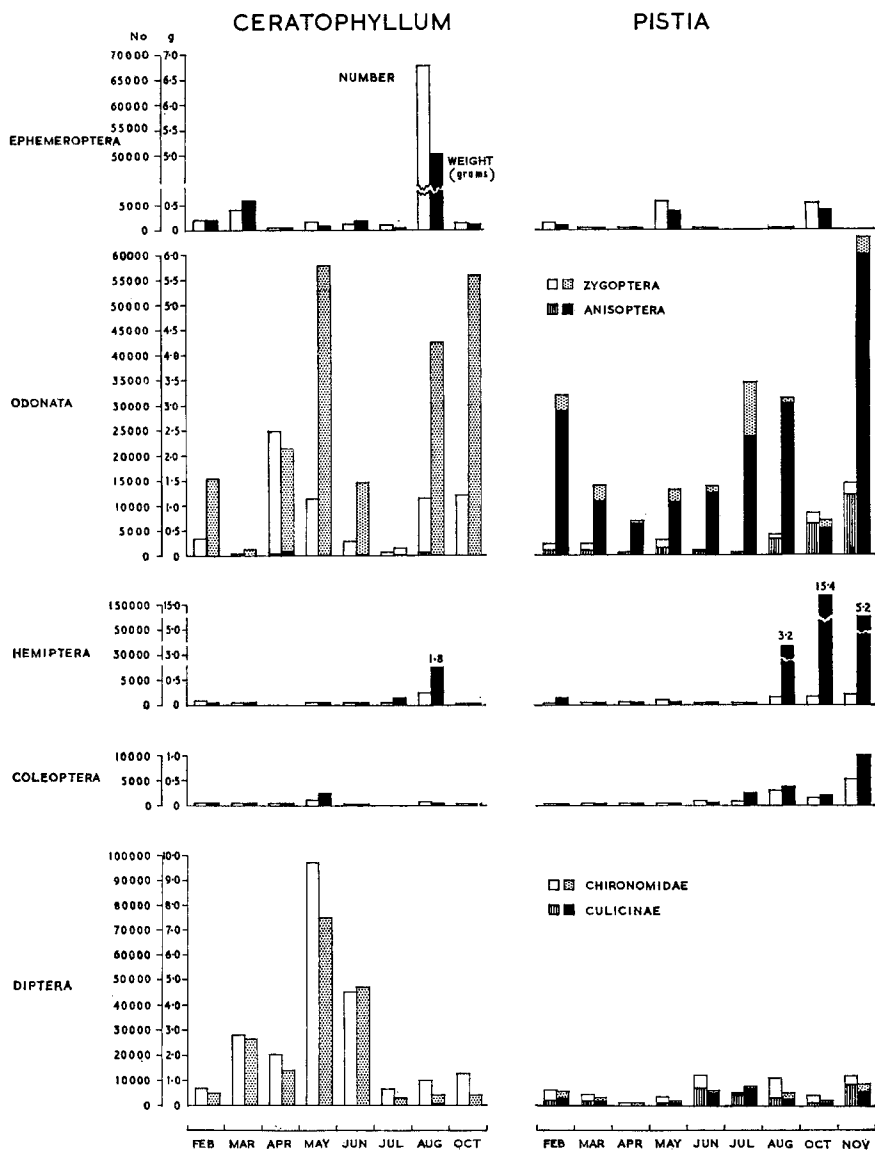 CERATOPHYLLUM
PISTIA
No g
70000 7·0
65000 6·5
60000 6·0
55000 5·5
50000 5·0
5000 0·5
0 0
EPHEMEROPTERA
NUMBER
WEIGHT
(grams)
60000 6·0
55000 5·5
50000 5·0
45000 4·5
40000 4·0
35000 3·5
30000 3·0
25000 2·5
20000 2·0
15000 1·5
10000 1·0
5000 0·5
0 0
ODONATA
ZYGOPTERA
ANISOPTERA
150000 15·0
50000 5·2
30000 3·2
5000 0·5
0 0
HEMIPTERA
1·8
3·2
15·4
5·2
10000 1·0
5000 0·5
0 0
COLEOPTERA
100000 10·0
90000 9·0
80000 8·0
70000 7·0
60000 6·0
50000 5·0
40000 4·0
30000 3·0
20000 2·0
10000 1·0
0 0
DIPTERA
CHIRONOMIDAE
CULICINAE
FEB MAR APR MAY JUN JUL AUG OCT
FEB MAR APR MAY JUN JUL AUG OCT NOV